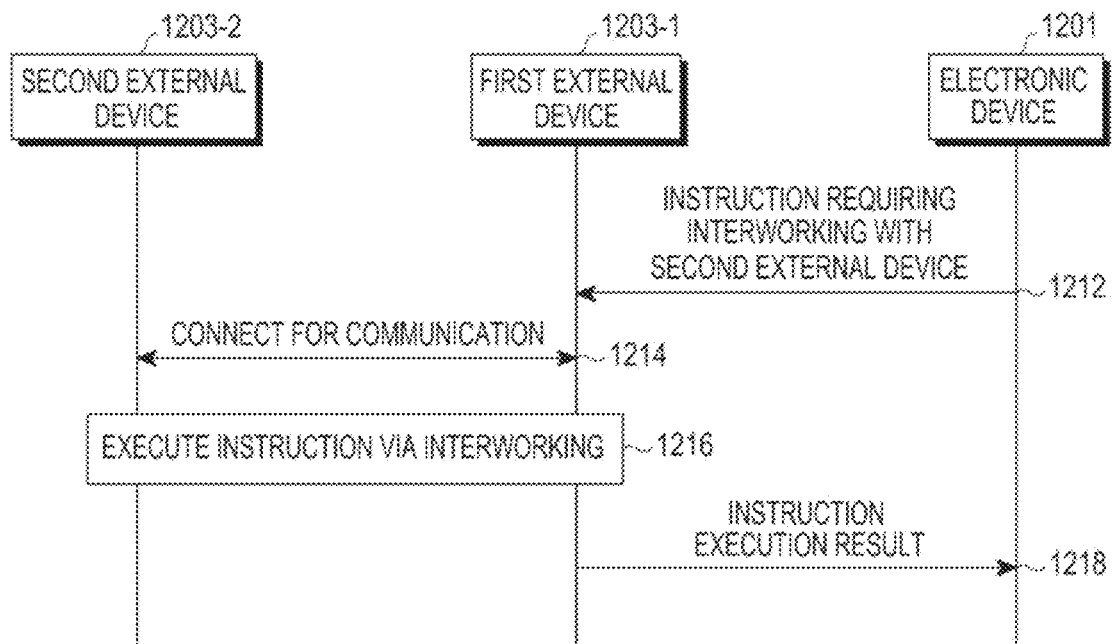 1203-2
1203-1
1201
SECOND EXTERNAL
DEVICE
FIRST EXTERNAL
DEVICE
ELECTRONIC
DEVICE
INSTRUCTION REQUIRING
INTERWORKING WITH
SECOND EXTERNAL DEVICE
1212
CONNECT FOR COMMUNICATION
1214
EXECUTE INSTRUCTION VIA INTERWORKING
1216
INSTRUCTION
EXECUTION RESULT
1218